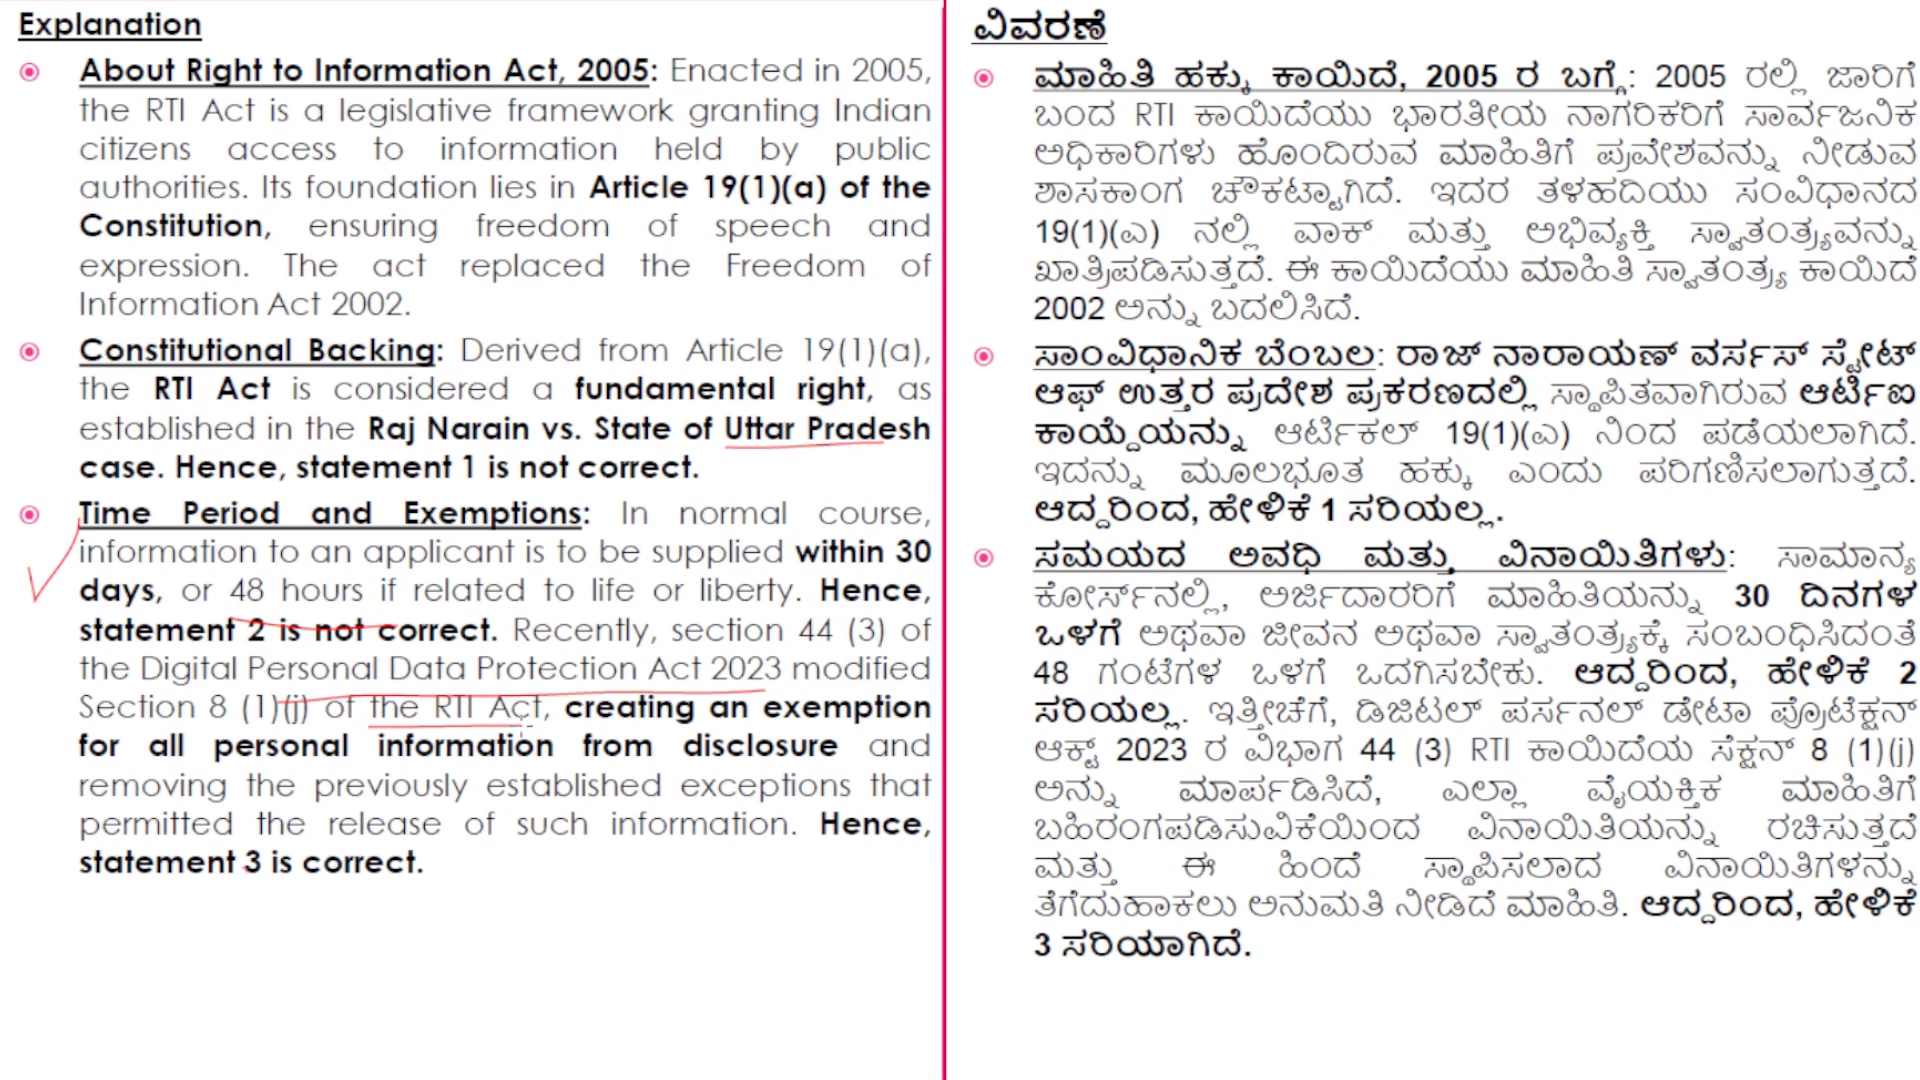 Explanation
About Right to Information Act, 2005: Enacted in 2005,
the RTI Act is a legislative framework granting Indian
citizens access to information held by public
authorities. Its foundation lies in Article 19(1)(a) of the
Constitution, ensuring freedom of speech and
expression. The act replaced the Freedom of
Information Act 2002.
Constitutional Backing: Derived from Article 19(1)(a),
the RTI Act is considered a fundamental right, as
established in the Raj Narain vs. State of Uttar Pradesh
case. Hence, statement 1 is not correct.
Time Period and Exemptions: In normal course,
information to an applicant is to be supplied within 30
days, or 48 hours if related to life or liberty. Hence,
statement 2 is not correct. Recently, section 44 (3) of
the Digital Personal Data Protection Act 2023 modified
Section 8 (1)(j) of the RTI Act, creating an exemption
for all personal information from disclosure and
removing the previously established exceptions that
permitted the release of such information. Hence,
statement 3 is correct.
ವಿವರಣೆ
ಮಾಹಿತಿ ಹಕ್ಕು ಕಾಯಿದೆ, 2005 ರ ಬಗ್ಗೆ: 2005 ರಲ್ಲಿ ಜಾರಿಗೆ
ಬಂದ RTI ಕಾಯಿದೆಯು ಭಾರತೀಯ ನಾಗರಿಕರಿಗೆ ಸಾರ್ವಜನಿಕ
ಅಧಿಕಾರಿಗಳು ಹೊಂದಿರುವ ಮಾಹಿತಿಗೆ ಪ್ರವೇಶವನ್ನು ನೀಡುವ
ಶಾಸಕಾಂಗ ಚೌಕಟ್ಟಾಗಿದೆ. ಇದರ ತಳಹದಿಯು ಸಂವಿಧಾನದ
19(1)(ಎ) ನಲ್ಲಿ ವಾಕ್ ಮತ್ತು ಅಭಿವ್ಯಕ್ತಿ ಸ್ವಾತಂತ್ರ್ಯವನ್ನು
ಖಾತ್ರಿಪಡಿಸುತ್ತದೆ. ಈ ಕಾಯಿದೆಯು ಮಾಹಿತಿ ಸ್ವಾತಂತ್ರ್ಯ ಕಾಯಿದೆ
2002 ಅನ್ನು ಬದಲಿಸಿದೆ.
ಸಾಂವಿಧಾನಿಕ ಬೆಂಬಲ: ರಾಜ್ ನಾರಾಯಣ್ ವರ್ಸಸ್ ಸ್ಟೇಟ್
ಆಫ್ ಉತ್ತರ ಪ್ರದೇಶ ಪ್ರಕರಣದಲ್ಲಿ ಸ್ಥಾಪಿತವಾಗಿರುವ ಆರ್ಟಿಐ
ಕಾಯ್ದೆಯನ್ನು ಆರ್ಟಿಕಲ್ 19(1)(ಎ) ನಿಂದ ಪಡೆಯಲಾಗಿದೆ.
ಇದನ್ನು ಮೂಲಭೂತ ಹಕ್ಕು ಎಂದು ಪರಿಗಣಿಸಲಾಗುತ್ತದೆ.
ಆದ್ದರಿಂದ, ಹೇಳಿಕೆ 1 ಸರಿಯಲ್ಲ.
ಸಮಯದ ಅವಧಿ ಮತ್ತು ವಿನಾಯಿತಿಗಳು: ಸಾಮಾನ್ಯ
ಕೋರ್ಸ್‌ನಲ್ಲಿ, ಅರ್ಜಿದಾರರಿಗೆ ಮಾಹಿತಿಯನ್ನು 30 ದಿನಗಳ
ಒಳಗೆ ಅಥವಾ ಜೀವನ ಅಥವಾ ಸ್ವಾತಂತ್ರ್ಯಕ್ಕೆ ಸಂಬಂಧಿಸಿದಂತೆ
48 ಗಂಟೆಗಳ ಒಳಗೆ ಒದಗಿಸಬೇಕು. ಆದ್ದರಿಂದ, ಹೇಳಿಕೆ 2
ಸರಿಯಲ್ಲ. ಇತ್ತೀಚೆಗೆ, ಡಿಜಿಟಲ್ ಪರ್ಸನಲ್ ಡೇಟಾ ಪ್ರೊಟೆಕ್ಷನ್
ಆಕ್ಟ್ 2023 ರ ವಿಭಾಗ 44 (3) RTI ಕಾಯಿದೆಯ ಸೆಕ್ಷನ್ 8 (1)(j)
ಅನ್ನು ಮಾರ್ಪಡಿಸಿದೆ, ಎಲ್ಲಾ ವೈಯಕ್ತಿಕ ಮಾಹಿತಿಗೆ
ಬಹಿರಂಗಪಡಿಸುವಿಕೆಯಿಂದ ವಿನಾಯಿತಿಯನ್ನು ರಚಿಸುತ್ತದೆ
ಮತ್ತು ಈ ಹಿಂದೆ ಸ್ಥಾಪಿಸಲಾದ ವಿನಾಯಿತಿಗಳನ್ನು
ತೆಗೆದುಹಾಕಲು ಅನುಮತಿ ನೀಡಿದೆ ಮಾಹಿತಿ. ಆದ್ದರಿಂದ, ಹೇಳಿಕೆ
3 ಸರಿಯಾಗಿದೆ.